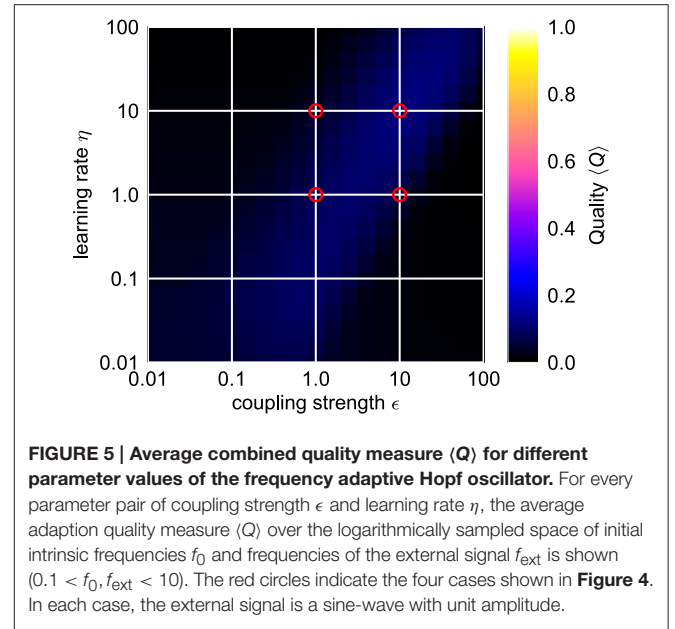 100
10
1.0
0.1
0.01
learning rate η
0.01 0.1 1.0 10 100
coupling strength ϵ
1.0
0.8
0.6
0.4
0.2
0.0
Quality ⟨Q⟩
FIGURE 5 | Average combined quality measure ⟨Q⟩ for different
parameter values of the frequency adaptive Hopf oscillator. For every
parameter pair of coupling strength ϵ and learning rate η, the average
adaption quality measure ⟨Q⟩ over the logarithmically sampled space of initial
intrinsic frequencies f0 and frequencies of the external signal fext is shown
(0.1 < f0, fext < 10). The red circles indicate the four cases shown in Figure 4.
In each case, the external signal is a sine-wave with unit amplitude.